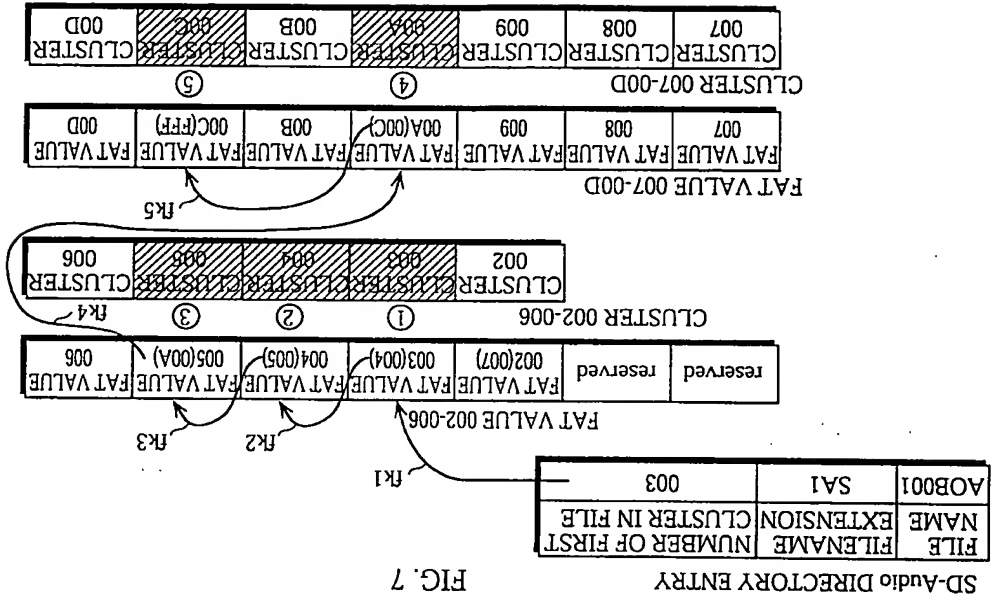 FIG. 7
SD-Audio DIRECTORY ENTRY
FILE NAME
FILENAME EXTENSION
NUMBER OF FIRST CLUSTER IN FILE
AOB001
SA1
003
fk1
fk2
fk3
FAT VALUE 002-006
reserved
reserved
FAT VALUE 002(007)
FAT VALUE 003(004)
FAT VALUE 004(005)
FAT VALUE 005(00A)
FAT VALUE 006
fk4
CLUSTER 002-006
①
②
③
CLUSTER 002
CLUSTER 003
CLUSTER 004
CLUSTER 005
CLUSTER 006
fk5
FAT VALUE 007-00D
FAT VALUE 007
FAT VALUE 008
FAT VALUE 009
FAT VALUE 00A(00C)
FAT VALUE 00B
FAT VALUE 00C(FFF)
FAT VALUE 00D
CLUSTER 007-00D
④
⑤
CLUSTER 007
CLUSTER 008
CLUSTER 009
CLUSTER 00A
CLUSTER 00B
CLUSTER 00C
CLUSTER 00D